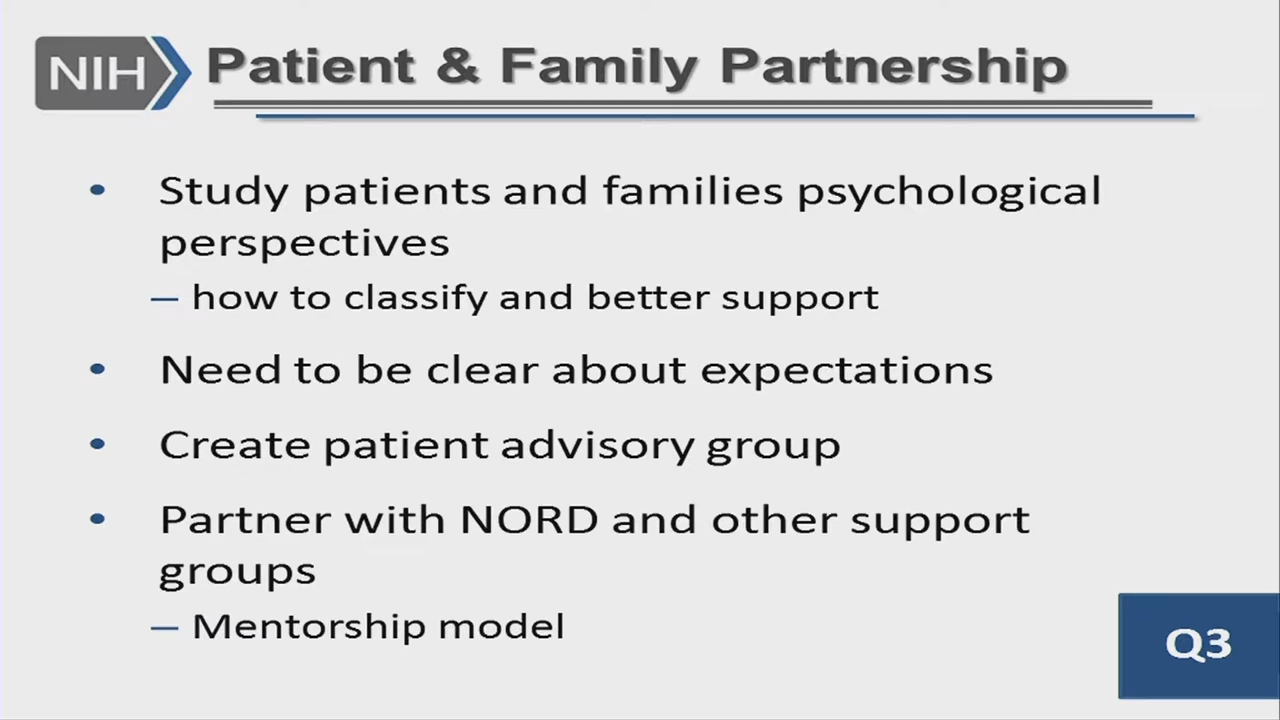 NIH
Patient & Family Partnership
• Study patients and families psychological
perspectives
– how to classify and better support
• Need to be clear about expectations
• Create patient advisory group
• Partner with NORD and other support
groups
– Mentorship model
Q3